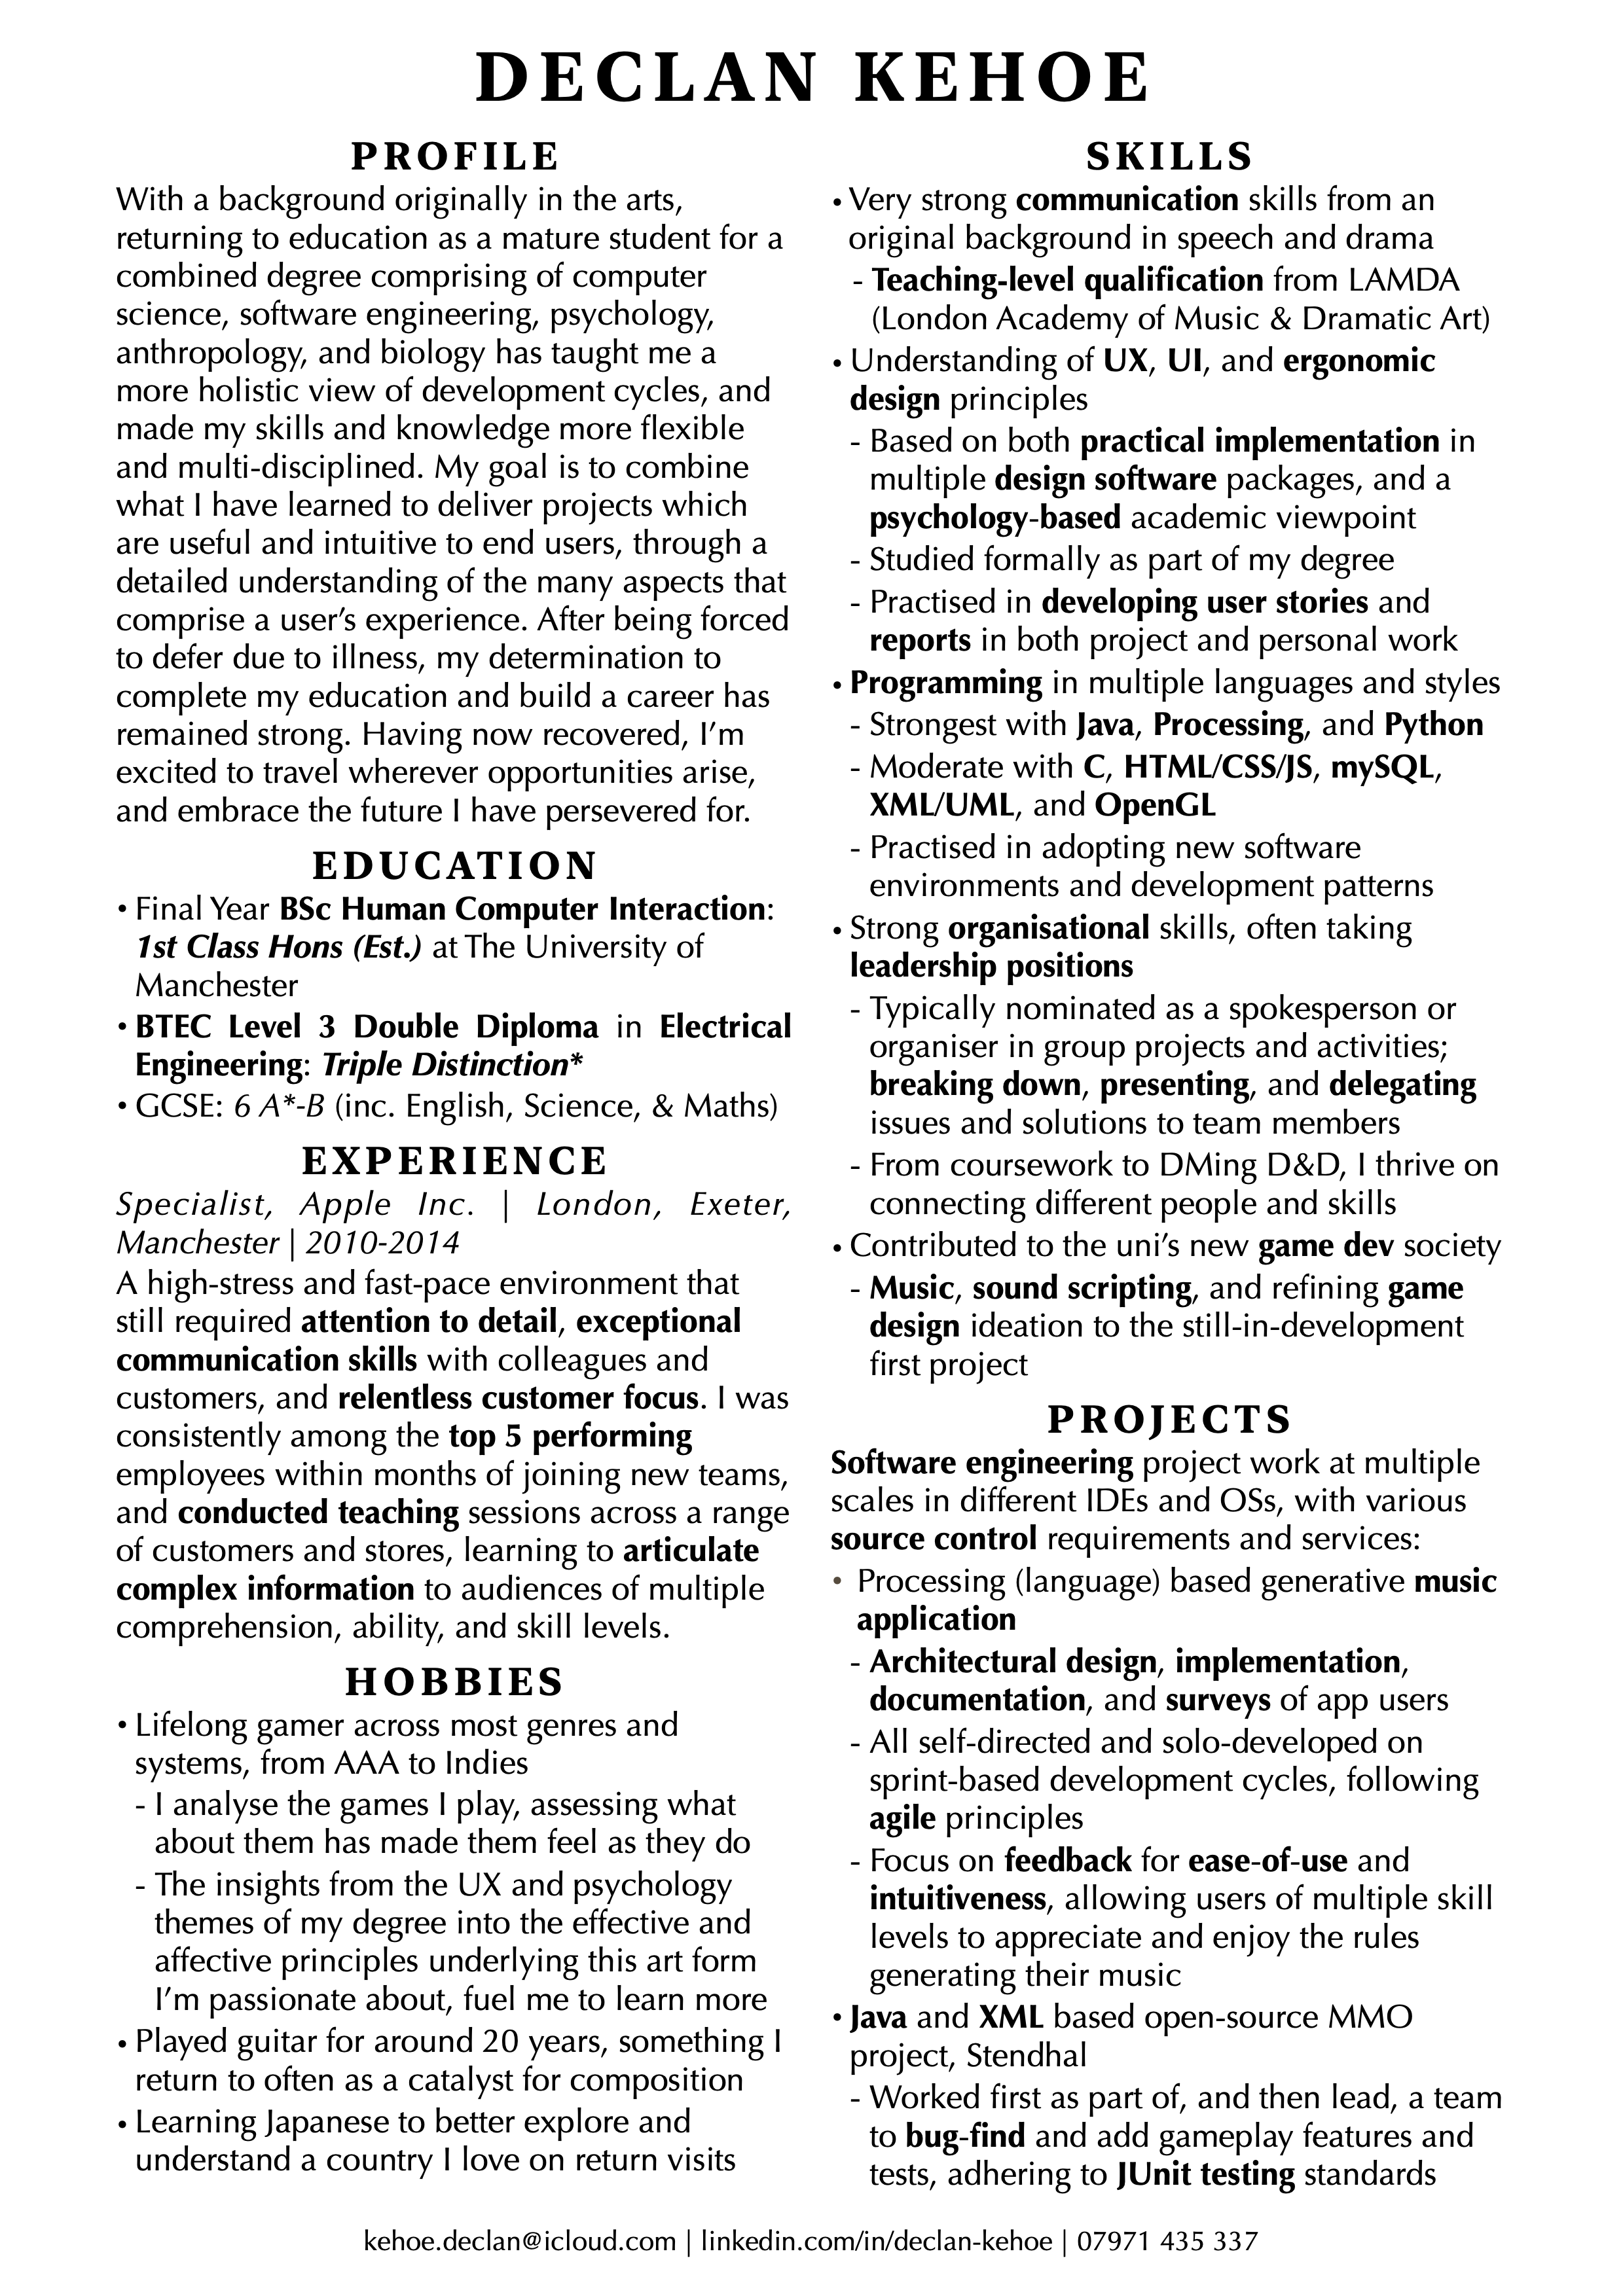 DECLAN KEHOE
PROFILE
With a background originally in the arts,
returning to education as a mature student for a
combined degree comprising of computer
science, software engineering, psychology,
anthropology, and biology has taught me a
more holistic view of development cycles, and
made my skills and knowledge more flexible
and multi-disciplined. My goal is to combine
what I have learned to deliver projects which
are useful and intuitive to end users, through a
detailed understanding of the many aspects that
comprise a user’s experience. After being forced
to defer due to illness, my determination to
complete my education and build a career has
remained strong. Having now recovered, I’m
excited to travel wherever opportunities arise,
and embrace the future I have persevered for.
EDUCATION
• Final Year BSc Human Computer Interaction:
1st Class Hons (Est.) at The University of
Manchester
• BTEC Level 3 Double Diploma in Electrical
Engineering: Triple Distinction*
• GCSE: 6 A*-B (inc. English, Science, & Maths)
EXPERIENCE
Specialist, Apple Inc. | London, Exeter,
Manchester | 2010-2014
A high-stress and fast-pace environment that
still required attention to detail, exceptional
communication skills with colleagues and
customers, and relentless customer focus. I was
consistently among the top 5 performing
employees within months of joining new teams,
and conducted teaching sessions across a range
of customers and stores, learning to articulate
complex information to audiences of multiple
comprehension, ability, and skill levels.
HOBBIES
• Lifelong gamer across most genres and
systems, from AAA to Indies
- I analyse the games I play, assessing what
about them has made them feel as they do
- The insights from the UX and psychology
themes of my degree into the effective and
affective principles underlying this art form
I’m passionate about, fuel me to learn more
• Played guitar for around 20 years, something I
return to often as a catalyst for composition
• Learning Japanese to better explore and
understand a country I love on return visits
SKILLS
• Very strong communication skills from an
original background in speech and drama
- Teaching-level qualification from LAMDA
(London Academy of Music & Dramatic Art)
• Understanding of UX, UI, and ergonomic
design principles
- Based on both practical implementation in
multiple design software packages, and a
psychology-based academic viewpoint
- Studied formally as part of my degree
- Practised in developing user stories and
reports in both project and personal work
• Programming in multiple languages and styles
- Strongest with Java, Processing, and Python
- Moderate with C, HTML/CSS/JS, mySQL,
XML/UML, and OpenGL
- Practised in adopting new software
environments and development patterns
• Strong organisational skills, often taking
leadership positions
- Typically nominated as a spokesperson or
organiser in group projects and activities;
breaking down, presenting, and delegating
issues and solutions to team members
- From coursework to DMing D&D, I thrive on
connecting different people and skills
• Contributed to the uni’s new game dev society
- Music, sound scripting, and refining game
design ideation to the still-in-development
first project
PROJECTS
Software engineering project work at multiple
scales in different IDEs and OSs, with various
source control requirements and services:
• Processing (language) based generative music
application
- Architectural design, implementation,
documentation, and surveys of app users
- All self-directed and solo-developed on
sprint-based development cycles, following
agile principles
- Focus on feedback for ease-of-use and
intuitiveness, allowing users of multiple skill
levels to appreciate and enjoy the rules
generating their music
• Java and XML based open-source MMO
project, Stendhal
- Worked first as part of, and then lead, a team
to bug-find and add gameplay features and
tests, adhering to JUnit testing standards
kehoe.declan@icloud.com | linkedin.com/in/declan-kehoe | 07971 435 337